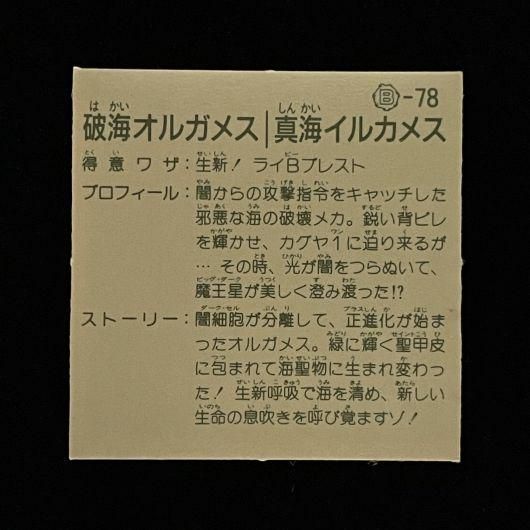 Ⓑ-78
破海オルガメス|真海イルカメス
得意ワザ：生新！ ライBブレスト
プロフィール：闇からの攻撃指令をキャッチした
邪悪な海の破壊メカ。鋭い背ビレ
を輝かせ、カグヤ1に迫り来るが
… その時、光が闇をつらぬいて、
魔王星が美しく澄み渡った!?
ストーリー：闇細胞が分離して、正進化が始ま
ったオルガメス。緑に輝く聖甲皮
に包まれて海聖物に生まれ変わっ
た！ 生新呼吸で海を清め、新しい
生命の息吹きを呼び覚ますゾ！